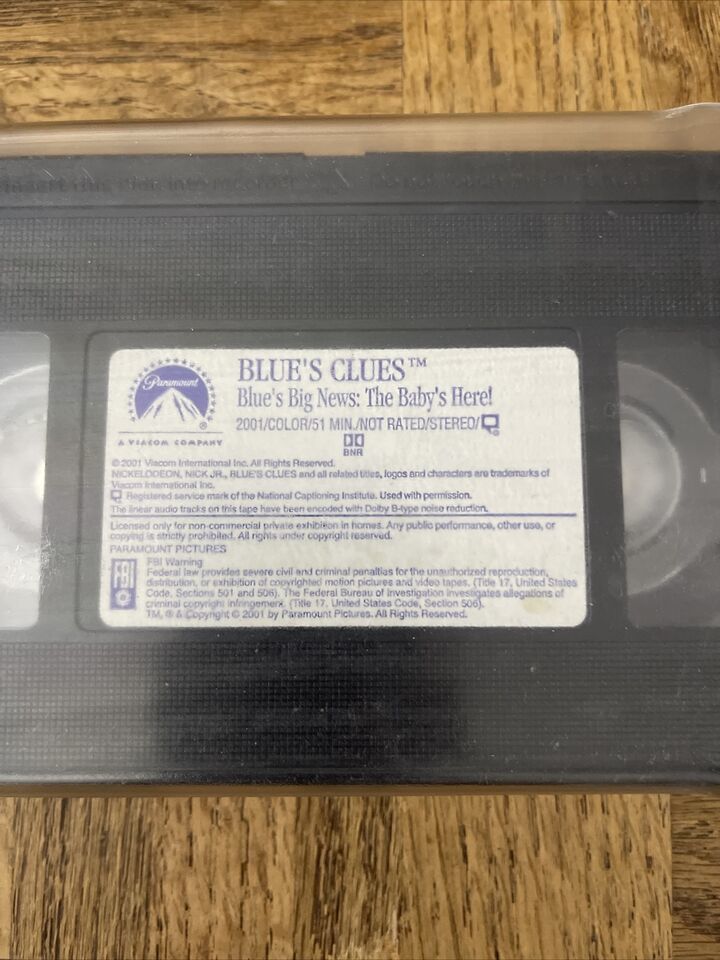 insert this side into recorder
Paramount
®
A VIACOM COMPANY
BLUE'S CLUES™
Blue's Big News: The Baby's Here!
2001/COLOR/51 MIN./NOT RATED/STEREO/
BNR
©2001 Viacom International Inc. All Rights Reserved.
NICKELODEON, NICK JR., BLUE'S CLUES and all related titles, logos and characters are trademarks of
Viacom International Inc.
Registered service mark of the National Captioning Institute. Used with permission.
The linear audio tracks on this tape have been encoded with Dolby B-type noise reduction.
Licensed only for non-commercial private exhibition in homes. Any public performance, other use, or
copying is strictly prohibited. All rights under copyright reserved.
PARAMOUNT PICTURES
FBI
FBI Warning
Federal law provides severe civil and criminal penalties for the unauthorized reproduction,
distribution, or exhibition of copyrighted motion pictures and video tapes. (Title 17, United States
Code, Sections 501 and 506). The Federal Bureau of Investigation investigates allegations of
criminal copyright infringement. (Title 17, United States Code, Section 506).
TM, ® & Copyright © 2001 by Paramount Pictures. All Rights Reserved.